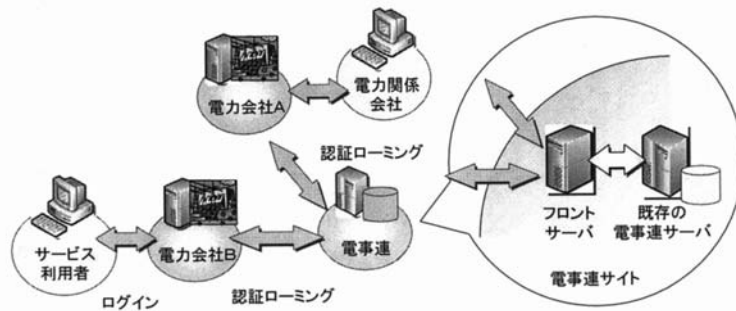 電力会社A
電力関係
会社
認証ローミング
サービス
利用者
電力会社B
電事連
ログイン
認証ローミング
フロント
サーバ
既存の
電事連サーバ
電事連サイト